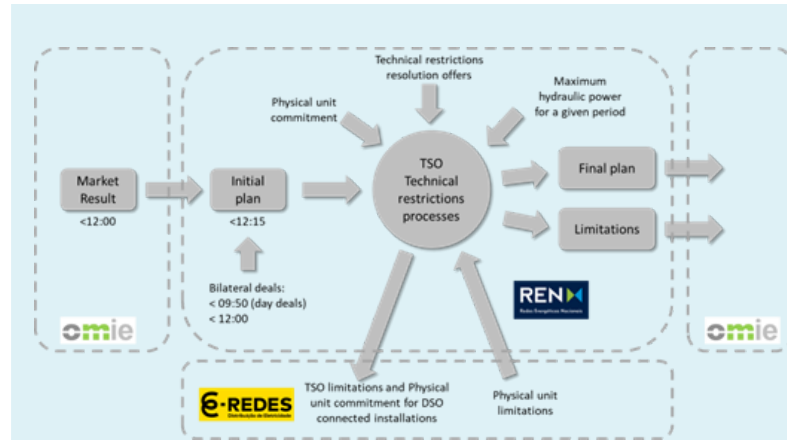 Technical restrictions
resolution offers
Maximum
hydraulic power
for a given period
Physical unit
commitment
TSO
Technical
restrictions
processes
Market
Result
<12:00
Initial
plan
<12:15
Final plan
Limitations
Bilateral deals:
< 09:50 (day deals)
< 12:00
REN
Redes Energéticas Nacionais
omie
omie
E-REDES
Distribuição de Eletricidade
TSO limitations and Physical
unit commitment for DSO
connected installations
Physical unit
limitations